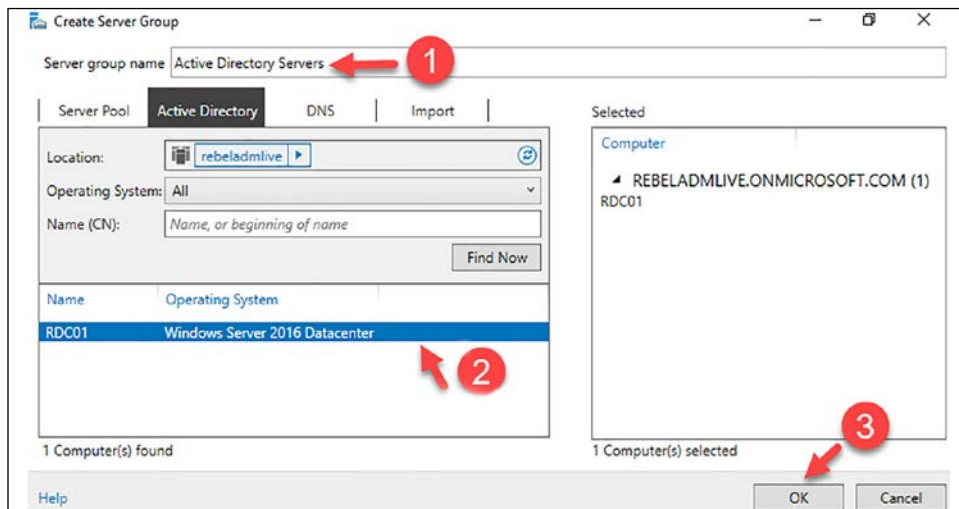 Create Server Group
Server group name Active Directory Servers
1
Server Pool Active Directory DNS Import
Location: rebeladmlive
Operating System: All
Name (CN): Name, or beginning of name
Find Now
Name Operating System
RDC01 Windows Server 2016 Datacenter
2
1 Computer(s) found
Selected
Computer
REBELADMLIVE.ONMICROSOFT.COM (1)
RDC01
1 Computer(s) selected
3
Help
OK Cancel